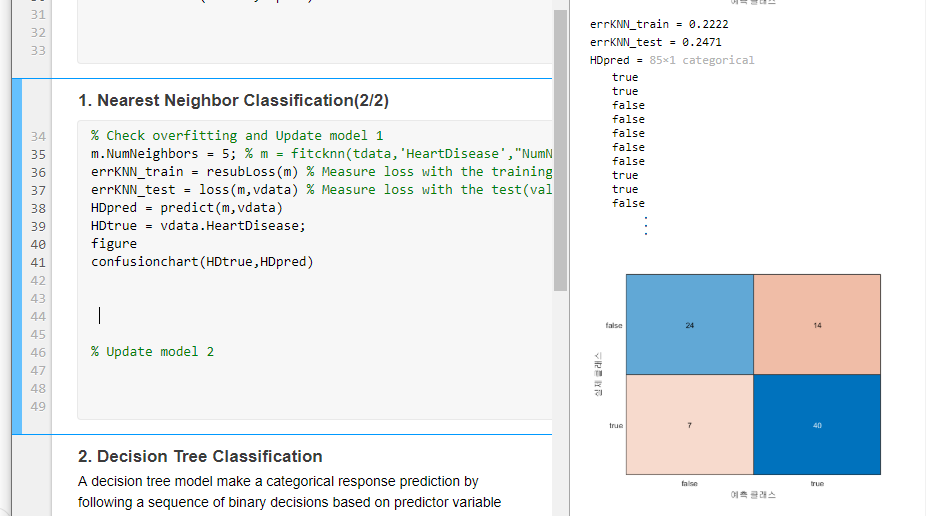 31
32
33
1. Nearest Neighbor Classification(2/2)
34 % Check overfitting and Update model 1
35 m.NumNeighbors = 5; % m = fitcknn(tdata,'HeartDisease',"NumN
36 errKNN_train = resubLoss(m) % Measure loss with the training
37 errKNN_test = loss(m,vdata) % Measure loss with the test(val
38 HDpred = predict(m,vdata)
39 HDtrue = vdata.HeartDisease;
40 figure
41 confusionchart(HDtrue,HDpred)
42
43
44
45
46 % Update model 2
47
48
49
2. Decision Tree Classification
A decision tree model make a categorical response prediction by
following a sequence of binary decisions based on predictor variable
예측 클래스
errKNN_train = 0.2222
errKNN_test = 0.2471
HDpred = 85×1 categorical
true
true
false
false
false
false
false
true
true
false
실제 클래스
false
24
14
true
7
40
false
true
예측 클래스